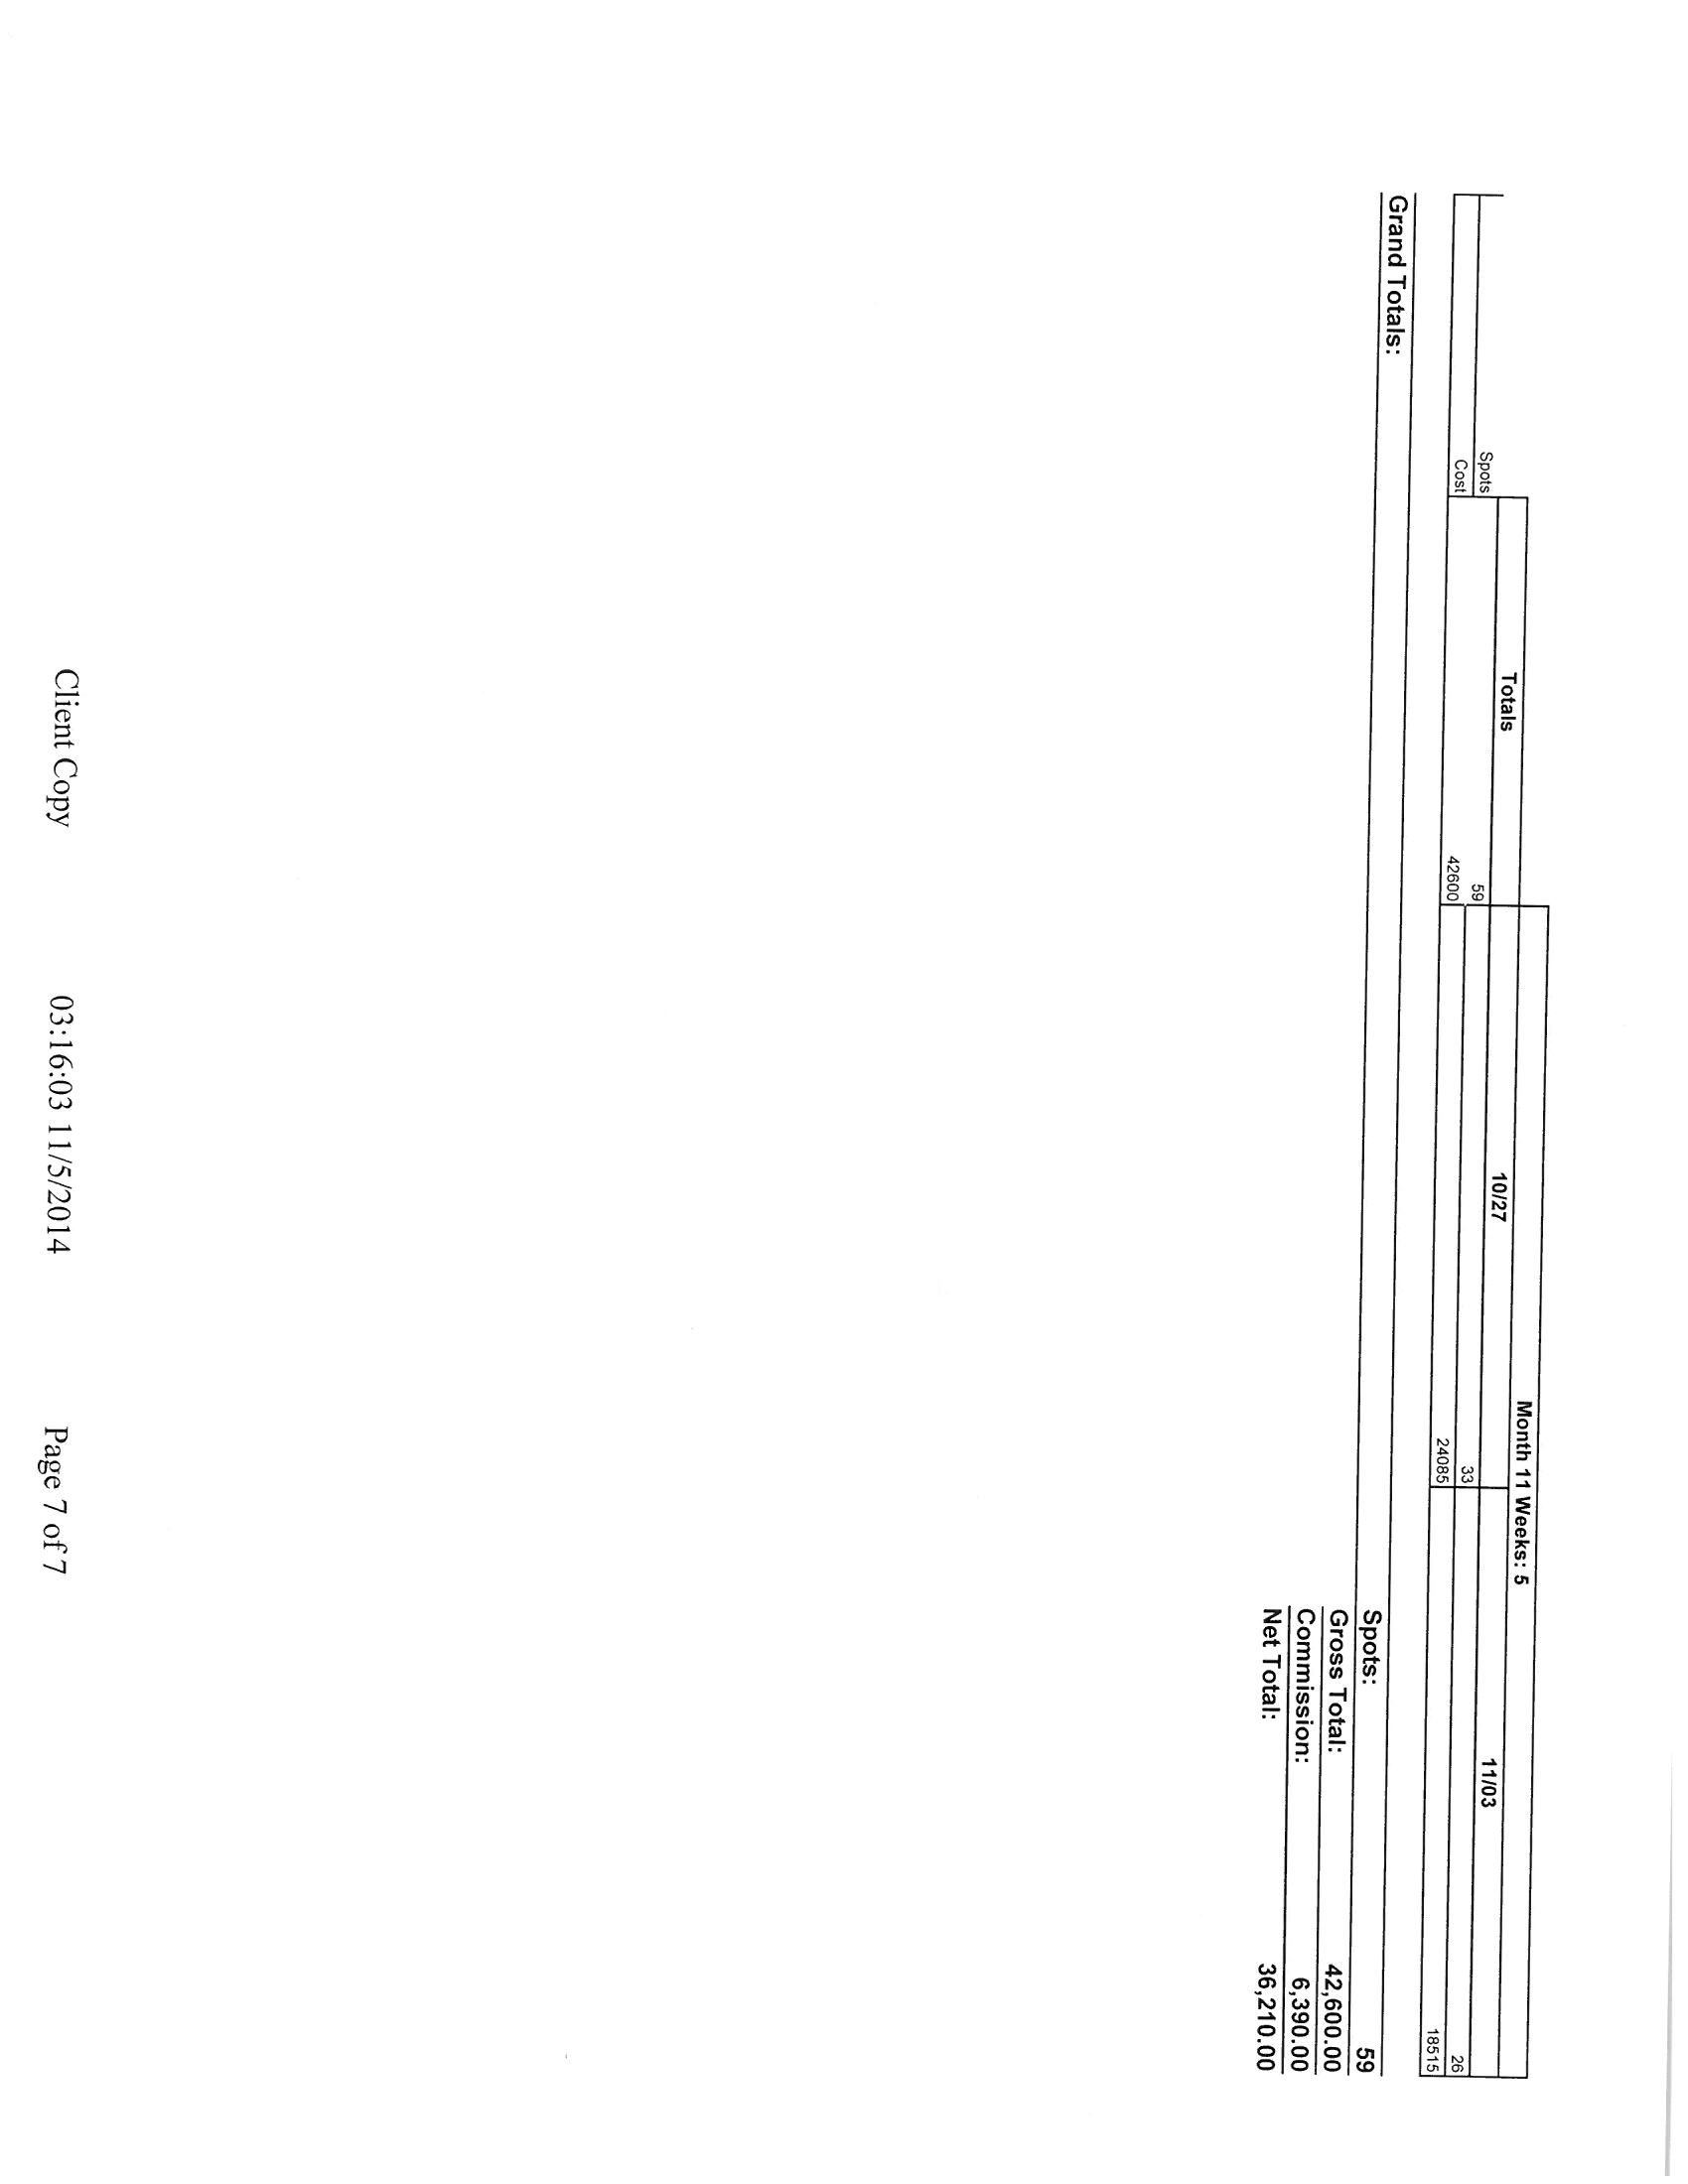 Month 11 Weeks: 5
Totals 10/27 11/03
Spots 59 33 26
Cost 42600 24085 18515
Grand Totals:
Spots: 59
Gross Total: 42,600.00
Commission: 6,390.00
Net Total: 36,210.00
Client Copy 03:16:03 11/5/2014 Page 7 of 7